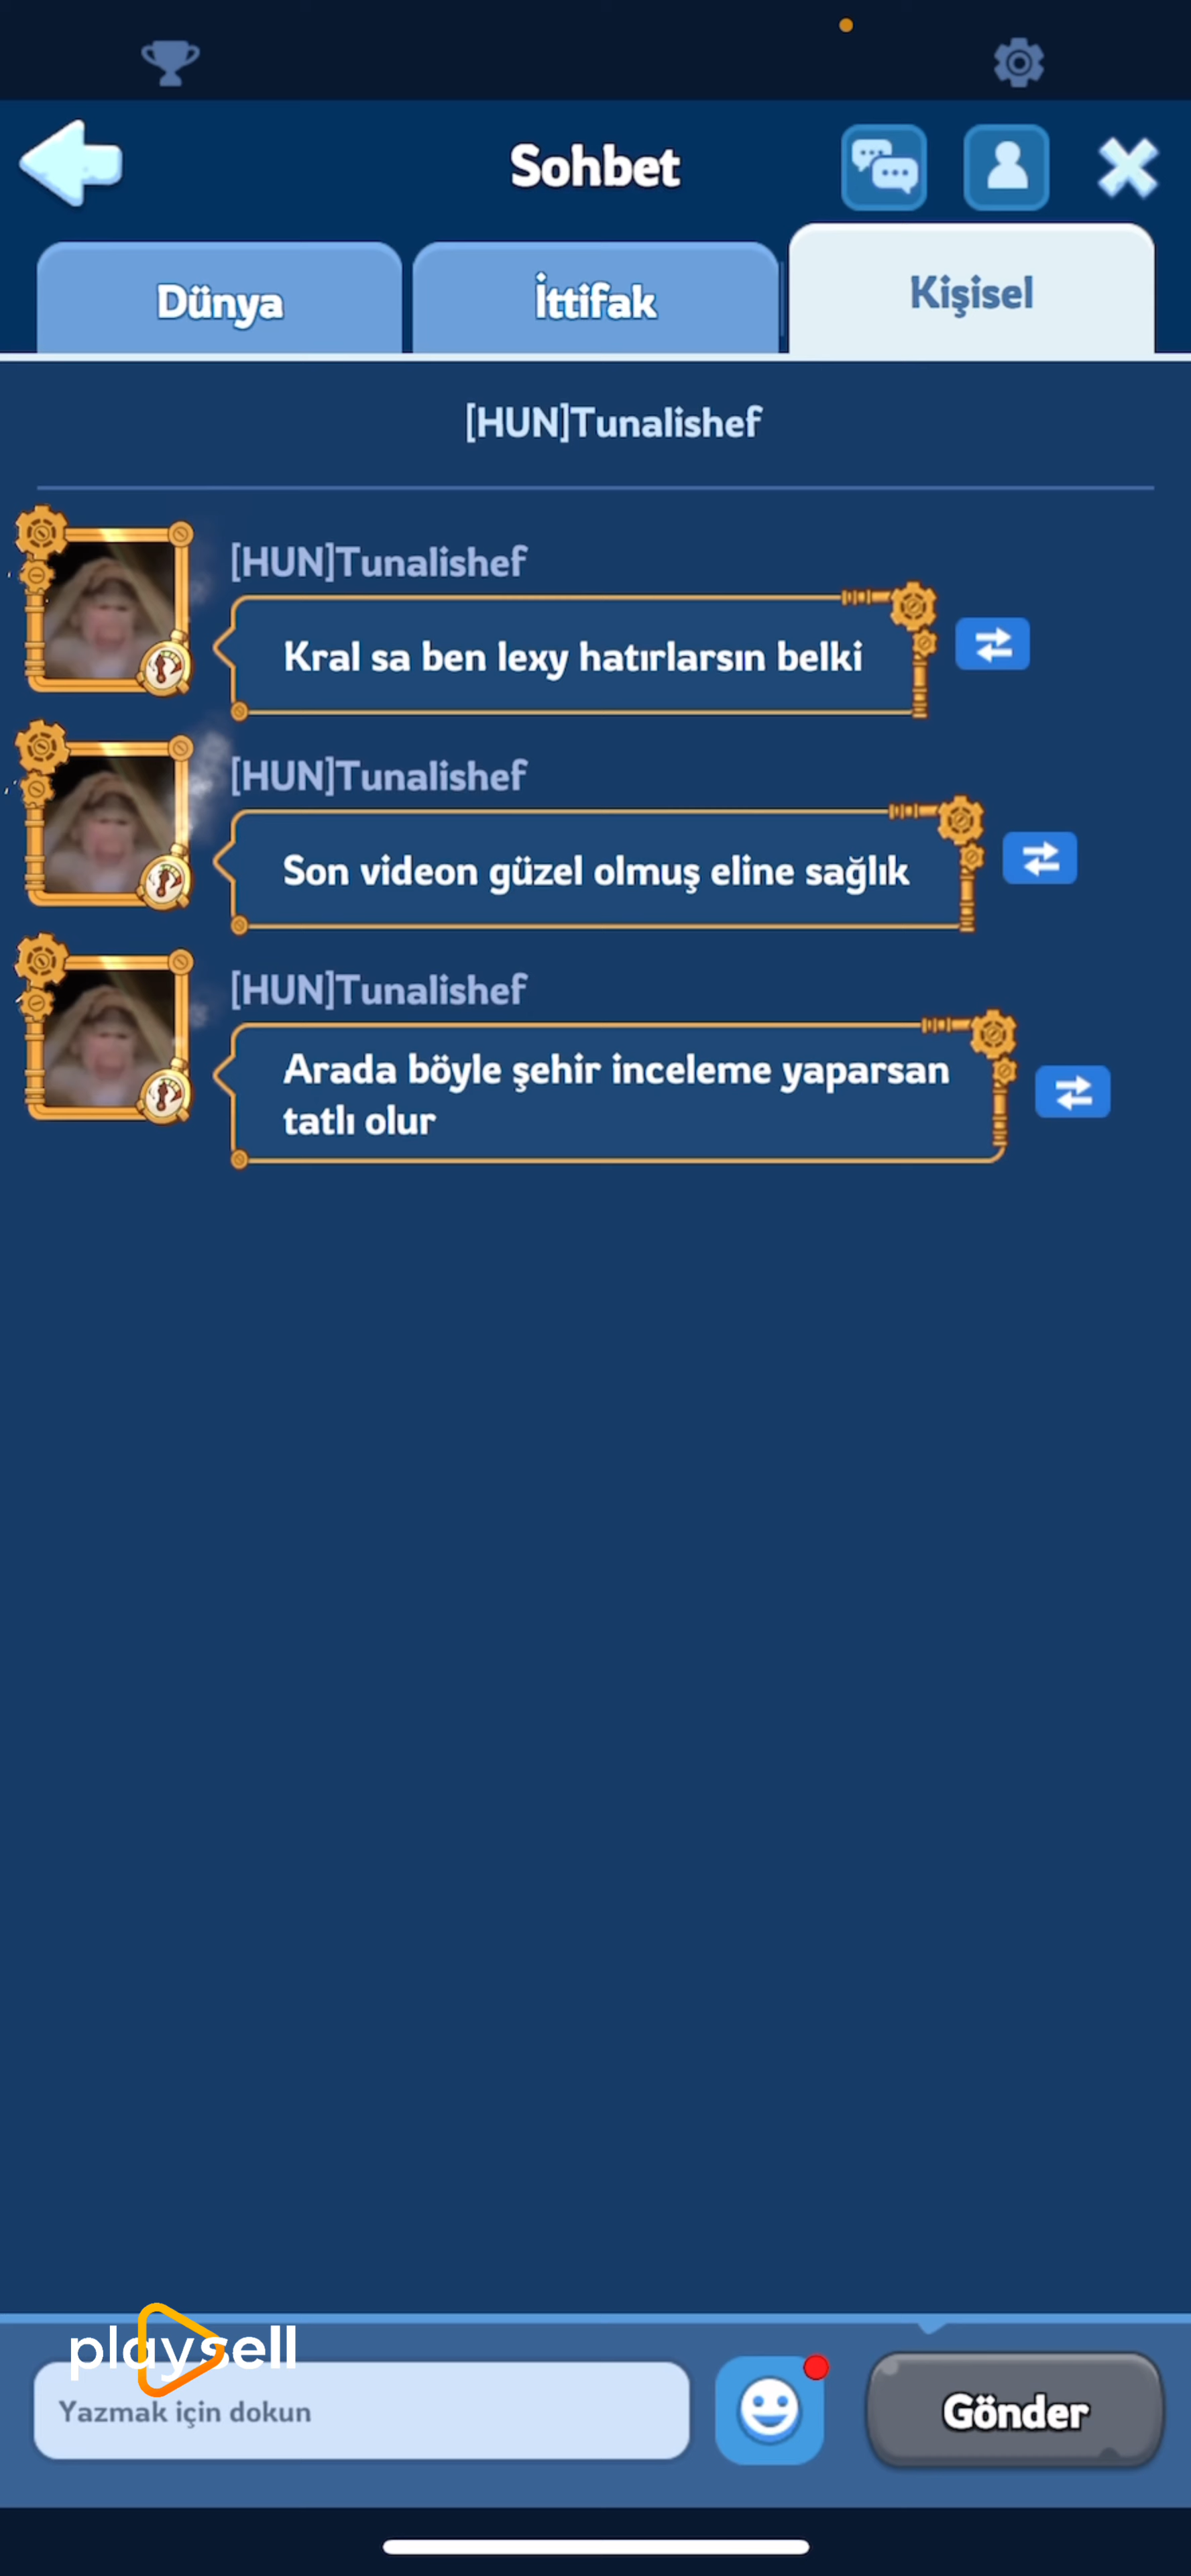 Sohbet
Dünya
İttifak
Kişisel
[HUN]Tunalishef
[HUN]Tunalishef
Kral sa ben lexy hatırlarsın belki
[HUN]Tunalishef
Son videon güzel olmuş eline sağlık
[HUN]Tunalishef
Arada böyle şehir inceleme yaparsan
tatlı olur
playsell
Yazmak için dokun
Gönder